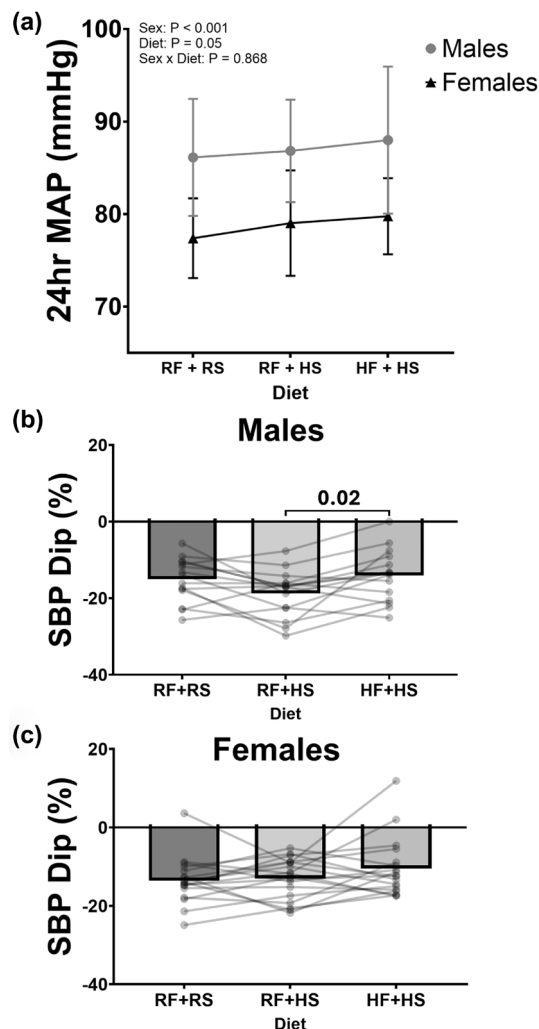 (a)
Sex: P < 0.001
Diet: P = 0.05
Sex x Diet: P = 0.868
Males
Females
24hr MAP (mmHg)
100
90
80
70
RF + RS
RF + HS
HF + HS
Diet
(b)
Males
SBP Dip (%)
20
0
-20
-40
0.02
RF+RS
RF+HS
HF+HS
Diet
(c)
Females
SBP Dip (%)
20
0
-20
-40
RF+RS
RF+HS
HF+HS
Diet